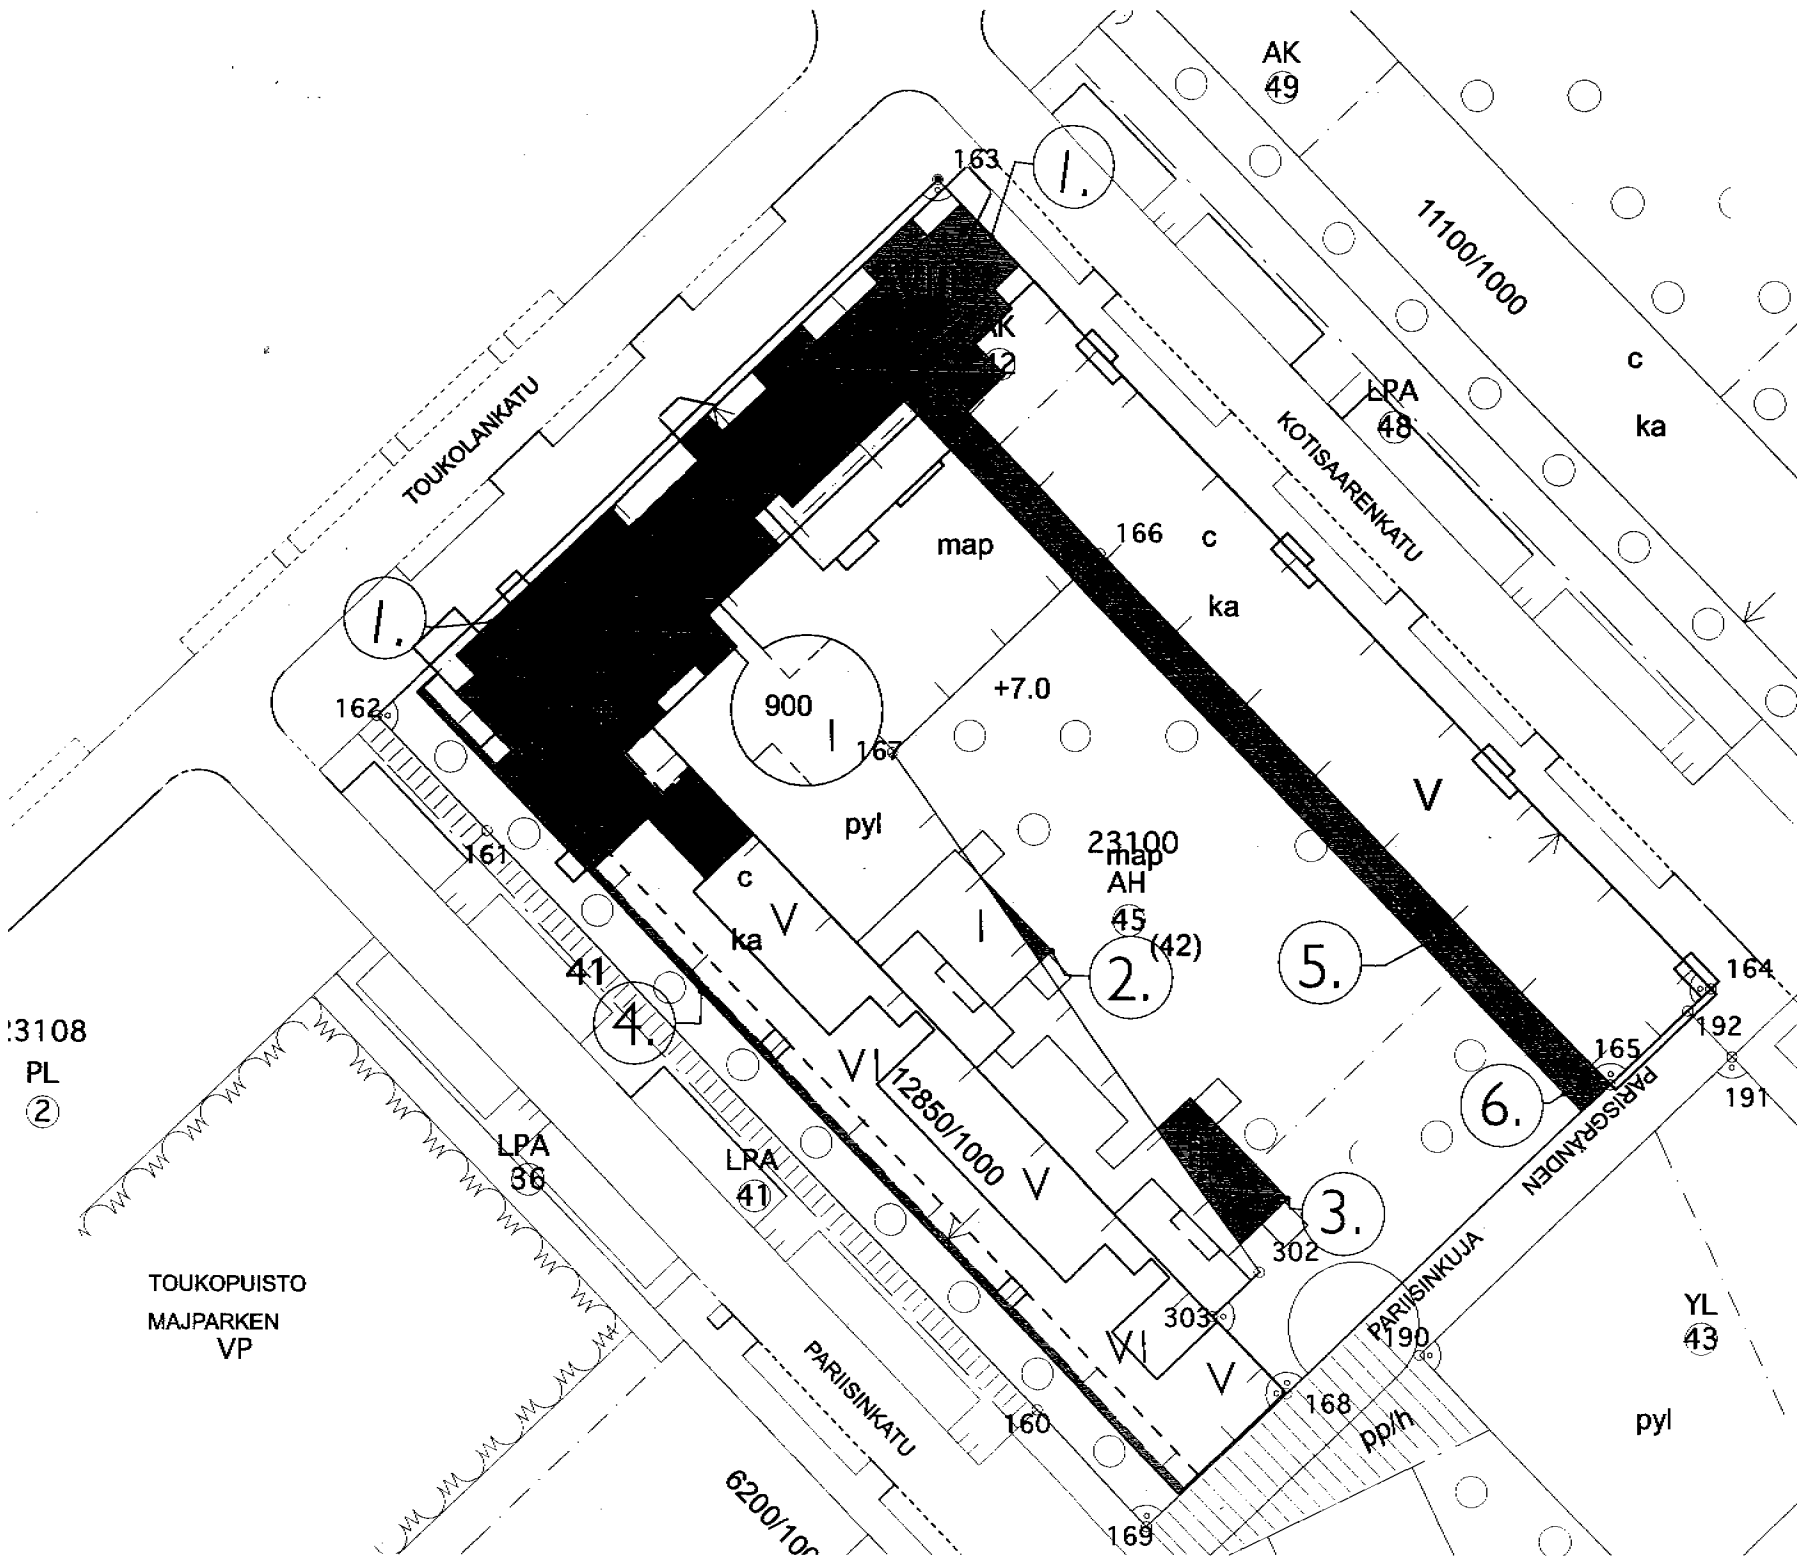 AK
49
163
1.
11100/1000
AK
42
c
LPA
48
ka
TOUKOLANKATU
KOTISAARENKATU
map
166
c
ka
1.
162
900
I
+7.0
167
V
pyl
161
23100
map
AH
45
(42)
c
V
ka
I
2.
5.
41
4.
164
192
165
191
6.
PARISGRÄNDEN
23108
PL
2
VI
12850/1000
V
LPA
36
LPA
41
3.
302
303
PARIISINKUJA
190
YL
43
TOUKOPUISTO
MAJPARKEN
VP
VI
V
PARIISINKATU
168
pp/h
160
pyl
169